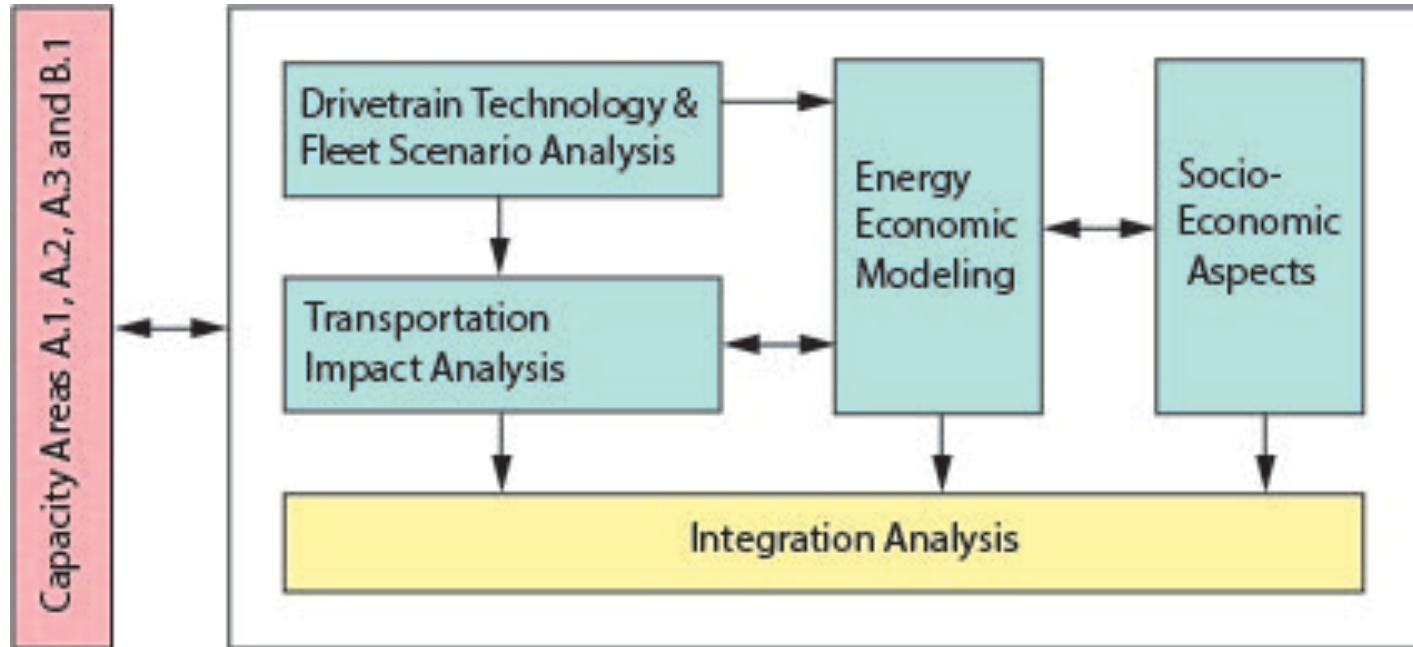 Capacity Areas A.1, A.2, A.3 and B.1
Drivetrain Technology &
Fleet Scenario Analysis
Transportation
Impact Analysis
Energy
Economic
Modeling
Socio-
Economic
Aspects
Integration Analysis